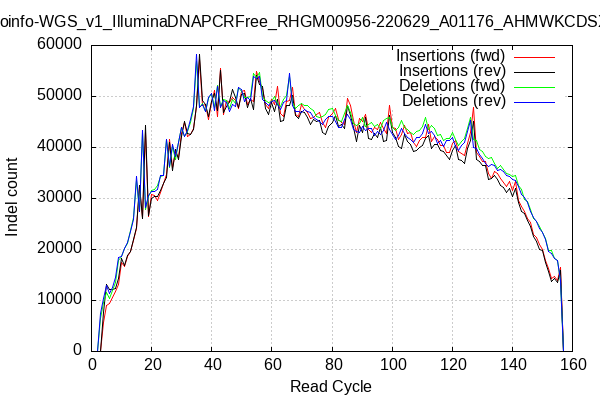 oinfo-WGS_v1_IlluminaDNAPCRFree_RHGM00956-220629_A01176_AHMWKCDS
Insertions (fwd)
Insertions (rev)
Deletions (fwd)
Deletions (rev)
Indel count
60000
50000
40000
30000
20000
10000
0
0 20 40 60 80 100 120 140 160
Read Cycle